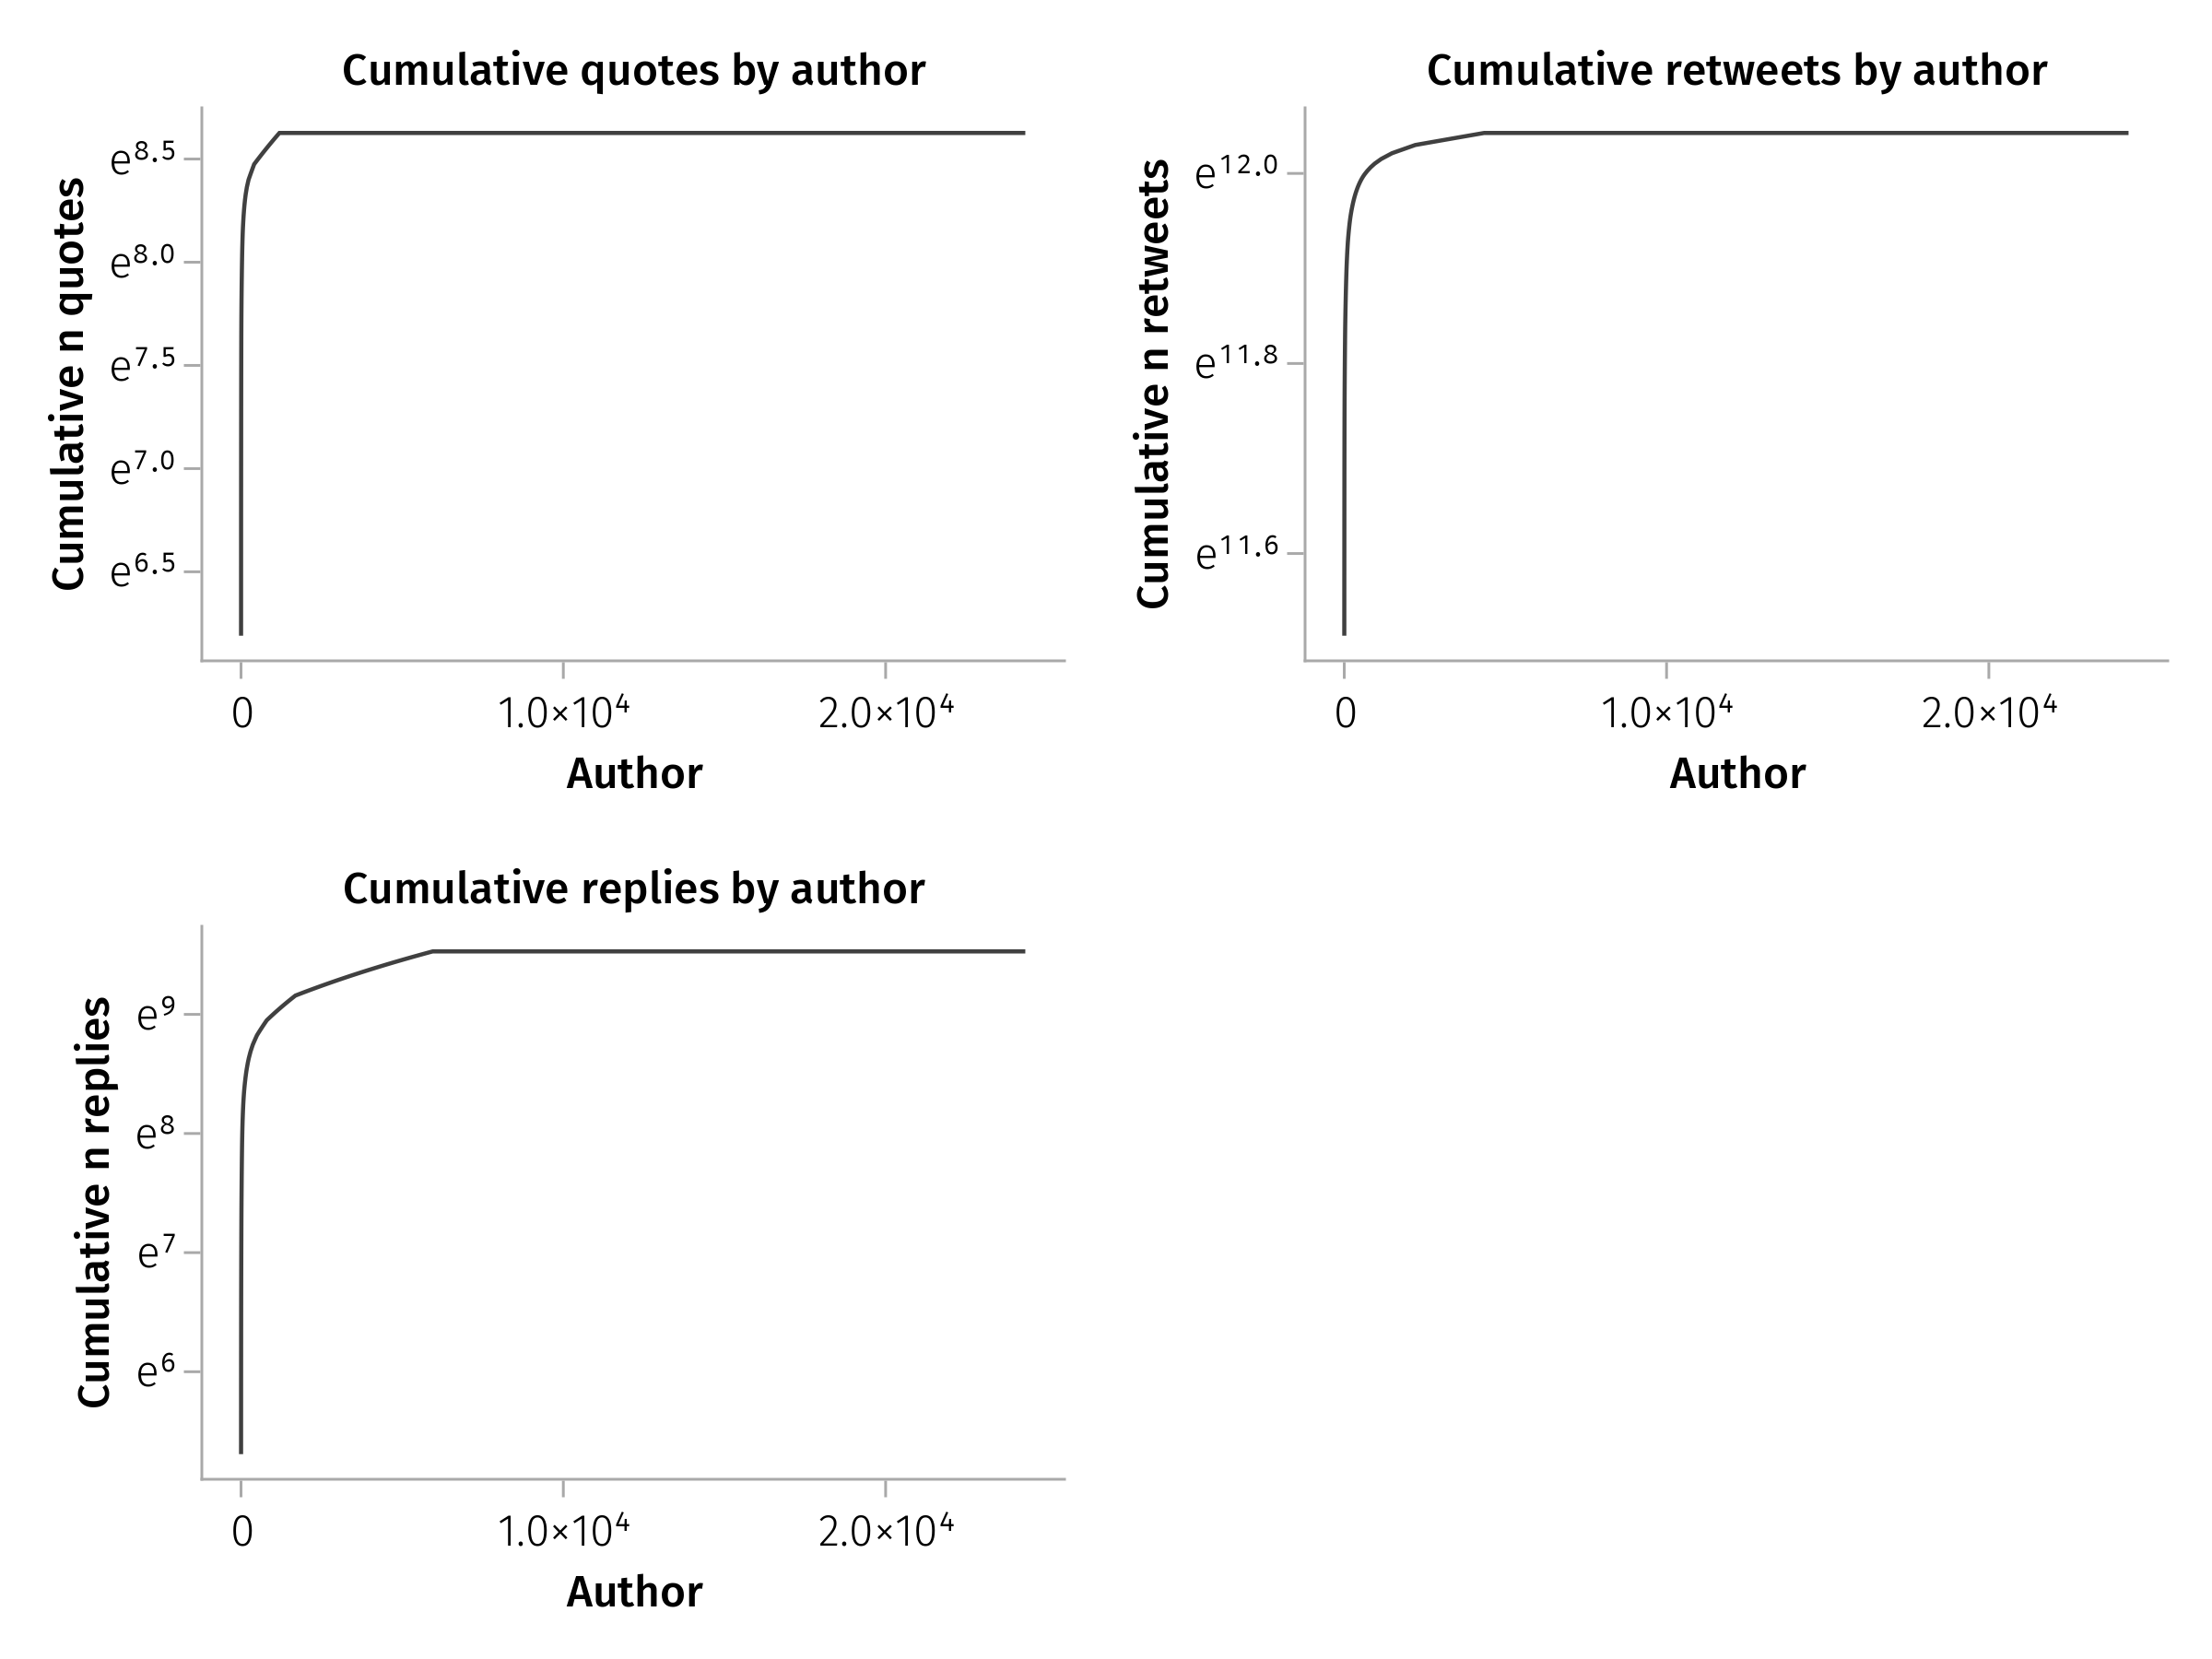 Cumulative quotes by author
Cumulative n quotes
e⁸·⁵
e⁸·⁰
e⁷·⁵
e⁷·⁰
e⁶·⁵
0
1.0×10⁴
2.0×10⁴
Author
Cumulative retweets by author
Cumulative n retweets
e¹²·⁰
e¹¹·⁸
e¹¹·⁶
0
1.0×10⁴
2.0×10⁴
Author
Cumulative replies by author
Cumulative n replies
e⁹
e⁸
e⁷
e⁶
0
1.0×10⁴
2.0×10⁴
Author